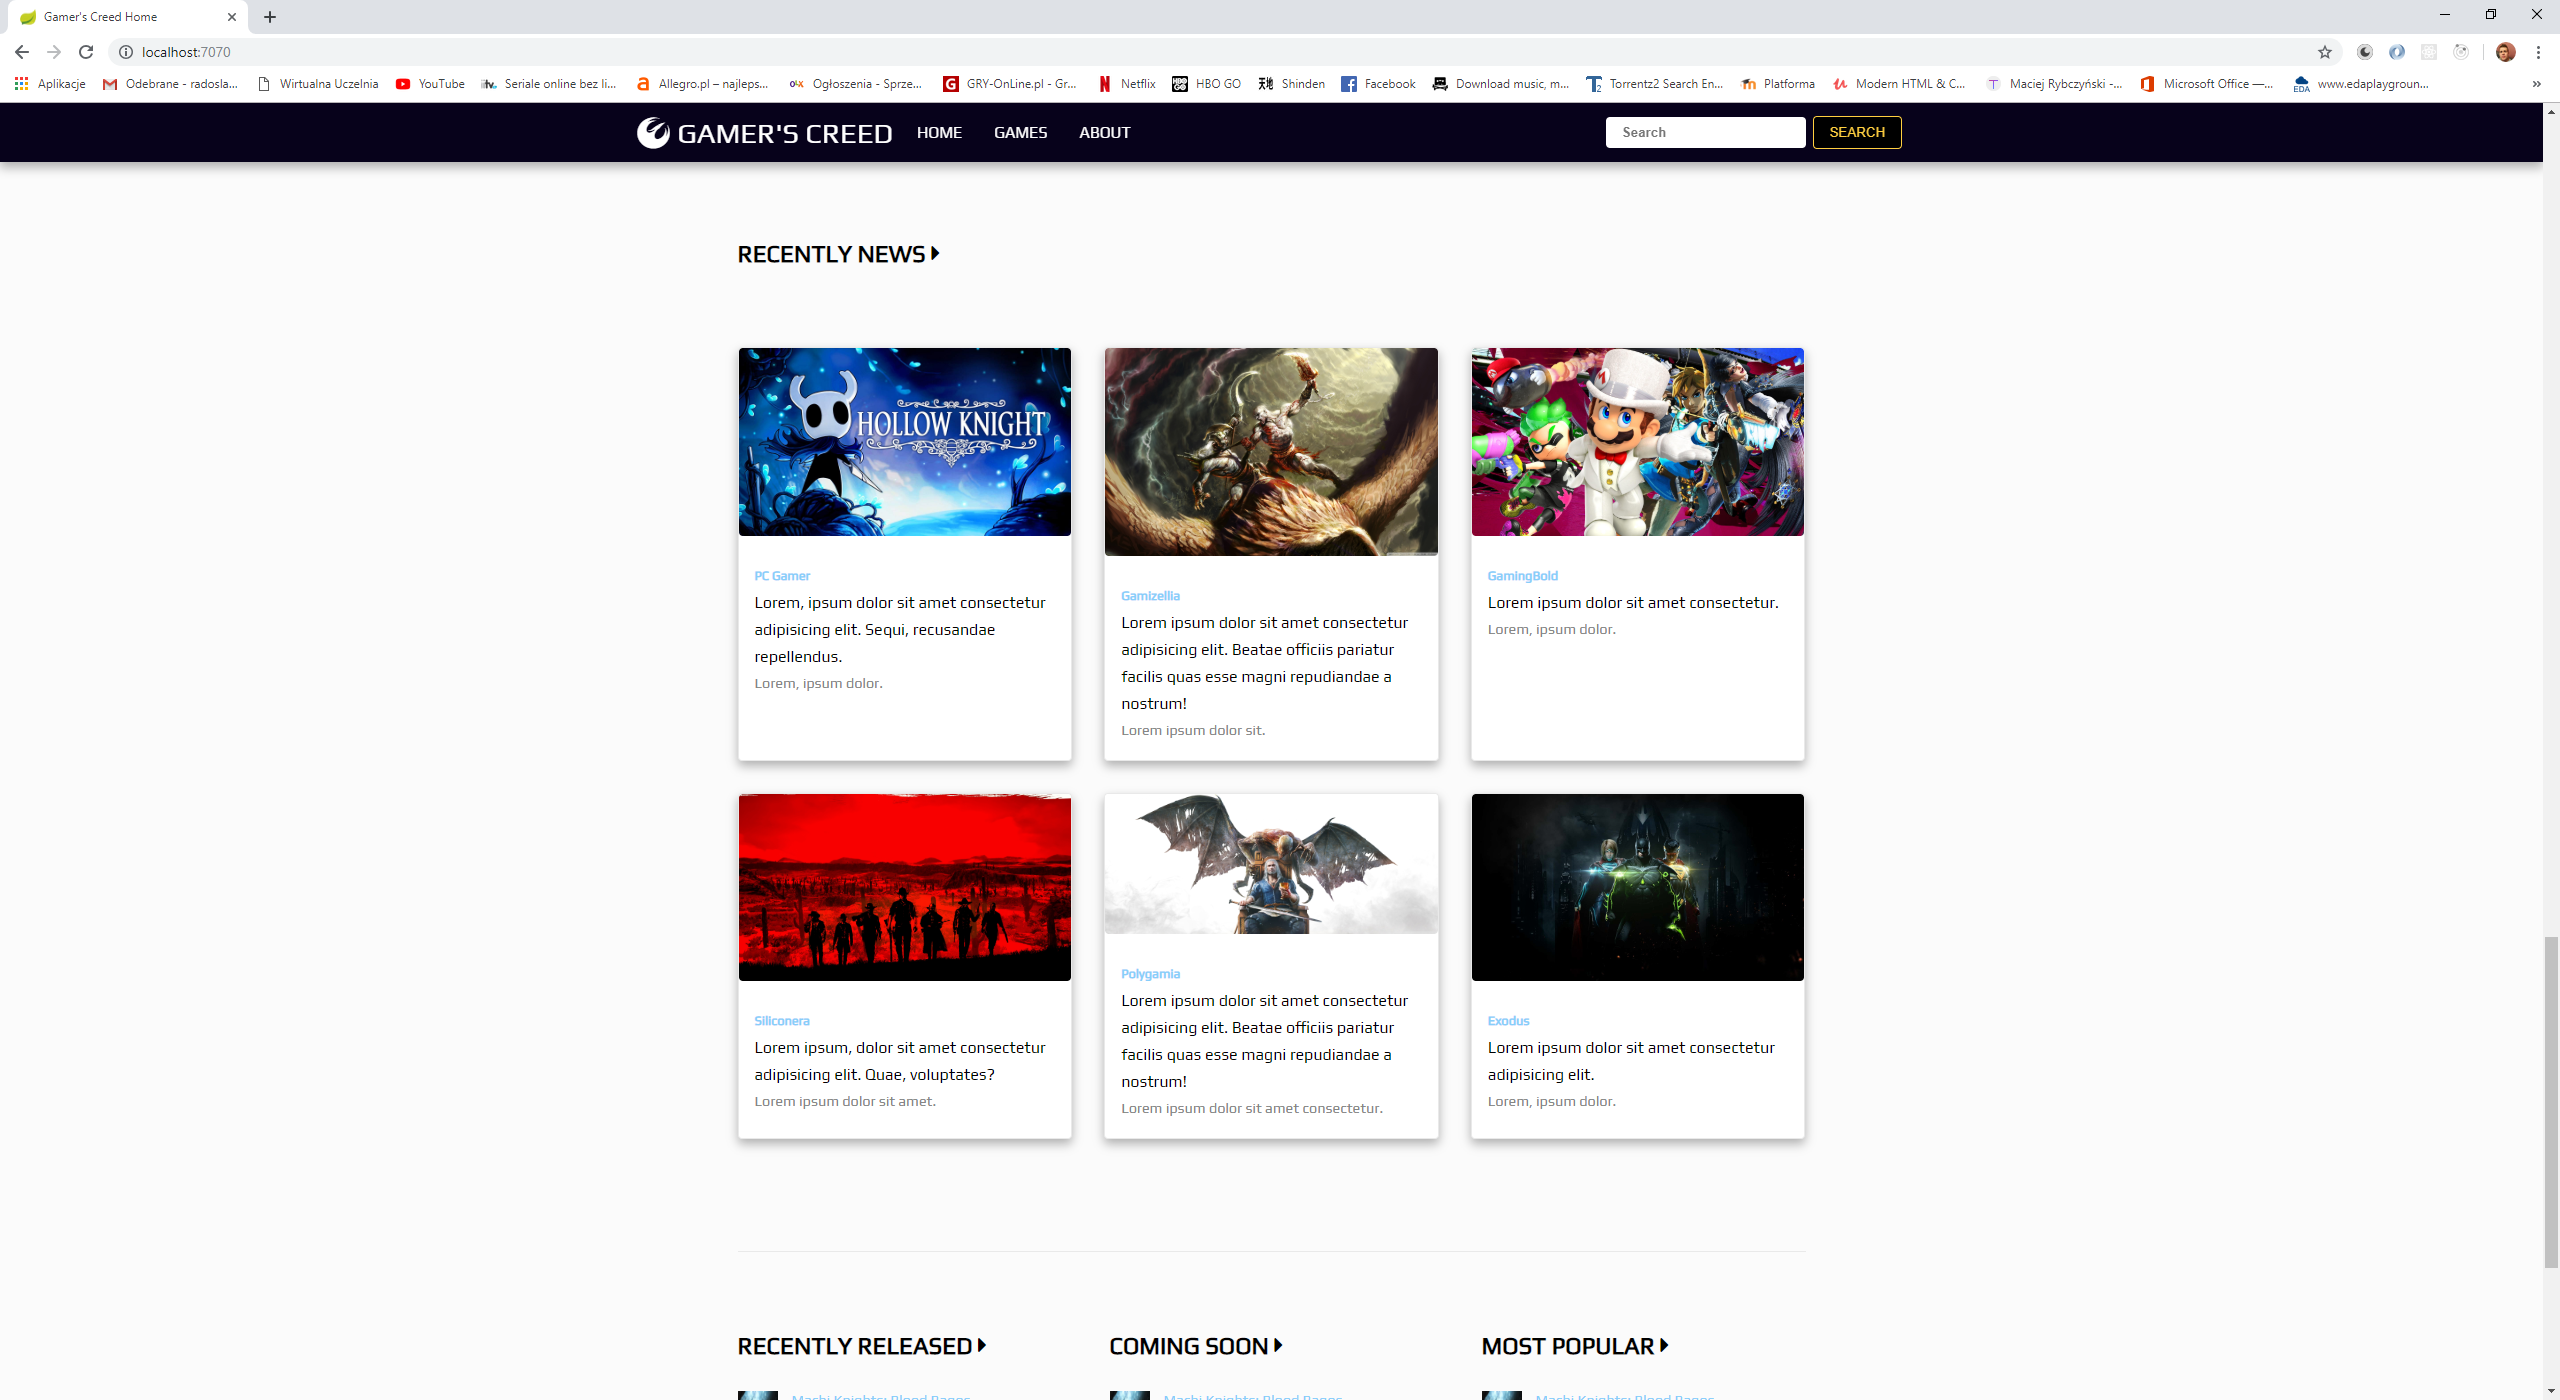 Gamer's Creed Home
localhost:7070
Aplikacje
Odebrane - radosla...
Wirtualna Uczelnia
YouTube
Seriale online bez li...
Allegro.pl – najleps...
Ogłoszenia - Sprze...
GRY-OnLine.pl - Gr...
Netflix
HBO GO
Shinden
Facebook
Download music, m...
Torrentz2 Search En...
Platforma
Modern HTML & C...
Maciej Rybczyński -...
Microsoft Office —...
www.edaplaygroun...
GAMER'S CREED
HOME
GAMES
ABOUT
Search
SEARCH
RECENTLY NEWS
HOLLOW KNIGHT
PC Gamer
Lorem, ipsum dolor sit amet consectetur
adipisicing elit. Sequi, recusandae
repellendus.
Lorem, ipsum dolor.
Gamizellia
Lorem ipsum dolor sit amet consectetur
adipisicing elit. Beatae officiis pariatur
facilis quas esse magni repudiandae a
nostrum!
Lorem ipsum dolor sit.
GamingBold
Lorem ipsum dolor sit amet consectetur.
Lorem, ipsum dolor.
Siliconera
Lorem ipsum, dolor sit amet consectetur
adipisicing elit. Quae, voluptates?
Lorem ipsum dolor sit amet.
Polygamia
Lorem ipsum dolor sit amet consectetur
adipisicing elit. Beatae officiis pariatur
facilis quas esse magni repudiandae a
nostrum!
Lorem ipsum dolor sit amet consectetur.
Exodus
Lorem ipsum dolor sit amet consectetur
adipisicing elit.
Lorem, ipsum dolor.
RECENTLY RELEASED
COMING SOON
MOST POPULAR